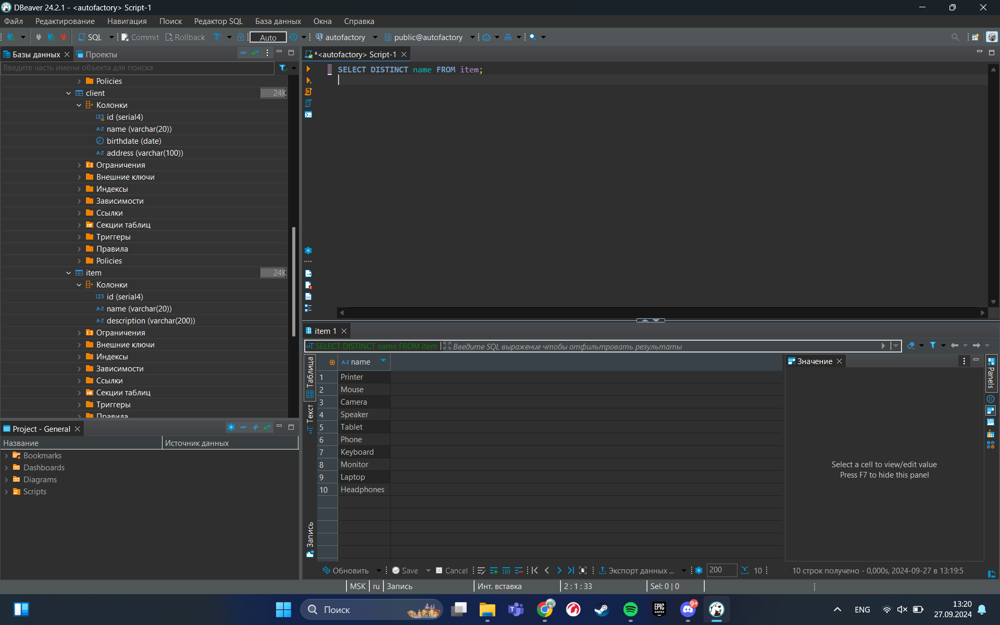 DBeaver 24.2.1 - <autofactory> Script-1
Файл Редактирование Навигация Поиск Редактор SQL База данных Окна Справка
SQL Commit Rollback Auto autofactory public@autofactory
Базы данных Проекты
Введите часть имени объекта для поиска
Policies
client 24K
Колонки
123 id (serial4)
A-Z name (varchar(20))
birthdate (date)
A-Z address (varchar(100))
Ограничения
Внешние ключи
Индексы
Зависимости
Ссылки
Секции таблиц
Триггеры
Правила
Policies
item 24K
Колонки
123 id (serial4)
A-Z name (varchar(20))
A-Z description (varchar(200))
Ограничения
Внешние ключи
Индексы
Зависимости
Ссылки
Секции таблиц
Триггеры
Правила
Project - General
Название Источник данных
Bookmarks
Dashboards
Diagrams
Scripts
*<autofactory> Script-1
SELECT DISTINCT name FROM item;
item 1
SELECT DISTINCT name FROM item Введите SQL выражение чтобы отфильтровать результаты
Таблица
Текст
Запись
A-Z name
1 Printer
2 Mouse
3 Camera
4 Speaker
5 Tablet
6 Phone
7 Keyboard
8 Monitor
9 Laptop
10 Headphones
Значение
Select a cell to view/edit value
Press F7 to hide this panel
Panels
Обновить Save Cancel Экспорт данных ... 200 10 10 строк получено - 0,000s, 2024-09-27 в 13:19:5
MSK ru Запись Инт. вставка 2 : 1 : 33 Sel: 0 | 0
Поиск EPIC GAMES 9+ ENG 13:20
27.09.2024